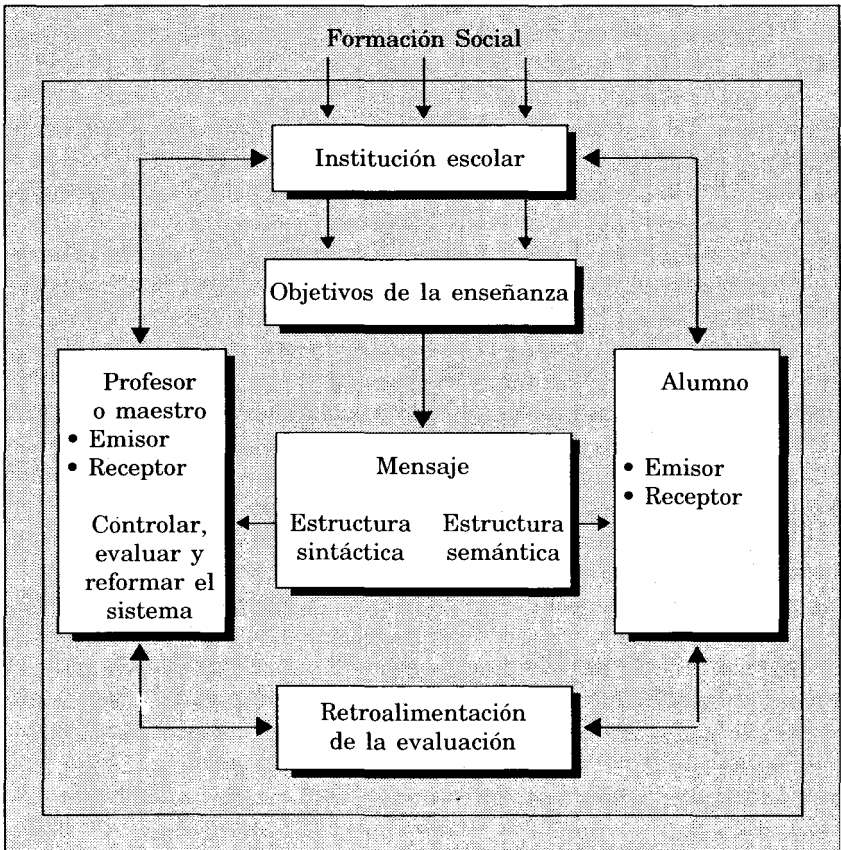 Formación Social
Institución escolar
Objetivos de la enseñanza
Profesor
o maestro
• Emisor
• Receptor
Controlar,
evaluar y
reformar el
sistema
Mensaje
Estructura
sintáctica
Estructura
semántica
Alumno
• Emisor
• Receptor
Retroalimentación
de la evaluación